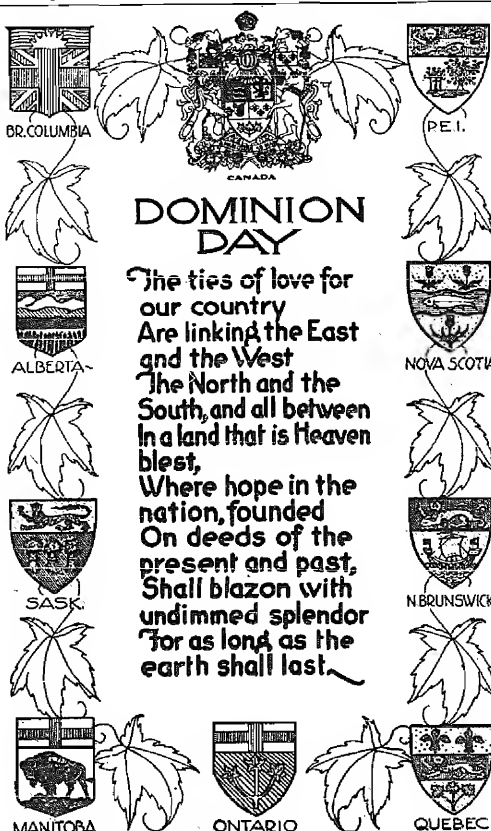 BR. COLUMBIA
CANADA
P.E.I.
DOMINION
DAY
The ties of love for
our country
Are linking the East
and the West
The North and the
South, and all between
In a land that is Heaven
blest,
Where hope in the
nation, founded
On deeds of the
present and past,
Shall blazon with
undimmed splendor
For as long as the
earth shall last
ALBERTA
NOVA SCOTIA
SASK.
N. BRUNSWICK
MANITOBA
ONTARIO
QUEBEC